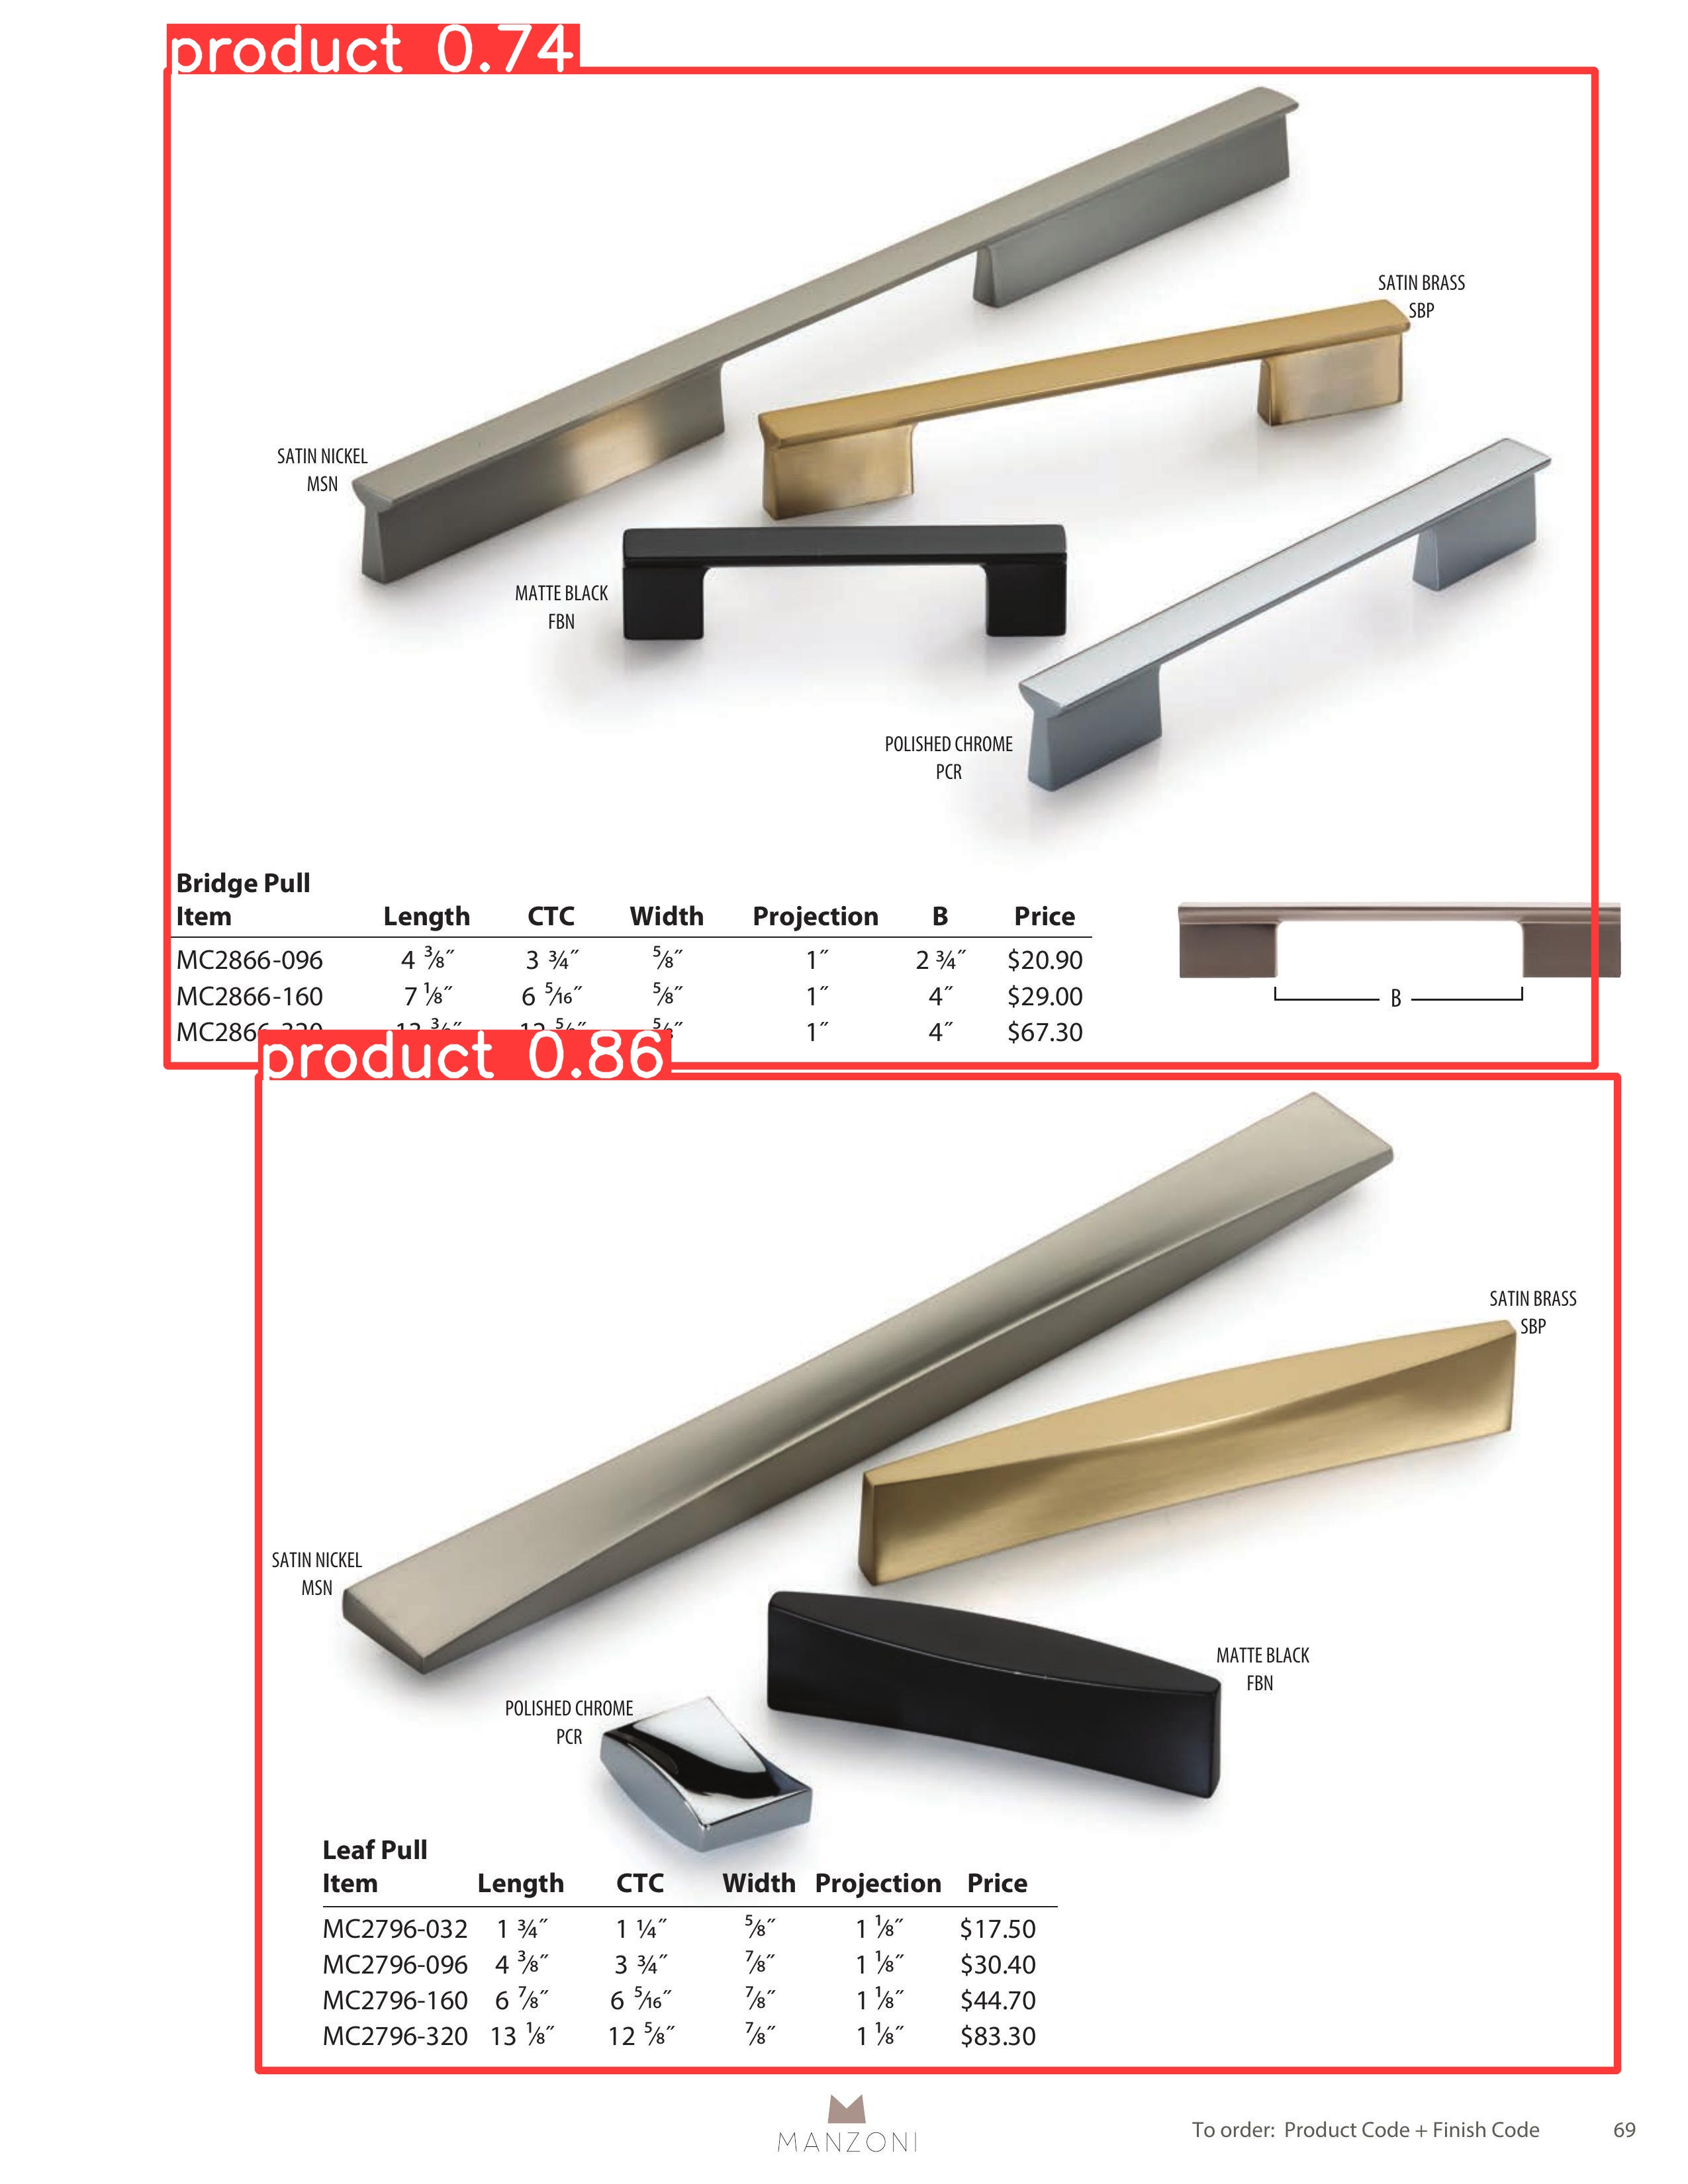 product 0.74
SATIN BRASS
SBP
SATIN NICKEL
MSN
MATTE BLACK
FBN
POLISHED CHROME
PCR
Bridge Pull
Item Length CTC Width Projection B Price
MC2866-096 4 ⅜″ 3 ¾″ ⅝″ 1″ 2 ¾″ $20.90
MC2866-160 7 ⅛″ 6 5⁄16″ ⅝″ 1″ 4″ $29.00
1″ 4″ $67.30
B
product 0.86
SATIN BRASS
SBP
SATIN NICKEL
MSN
MATTE BLACK
FBN
POLISHED CHROME
PCR
Leaf Pull
Item Length CTC Width Projection Price
MC2796-032 1 ¾″ 1 ¼″ ⅝″ 1 ⅛″ $17.50
MC2796-096 4 ⅜″ 3 ¾″ ⅞″ 1 ⅛″ $30.40
MC2796-160 6 ⅞″ 6 5⁄16″ ⅞″ 1 ⅛″ $44.70
MC2796-320 13 ⅛″ 12 ⅝″ ⅞″ 1 ⅛″ $83.30
MANZONI
To order: Product Code + Finish Code 69